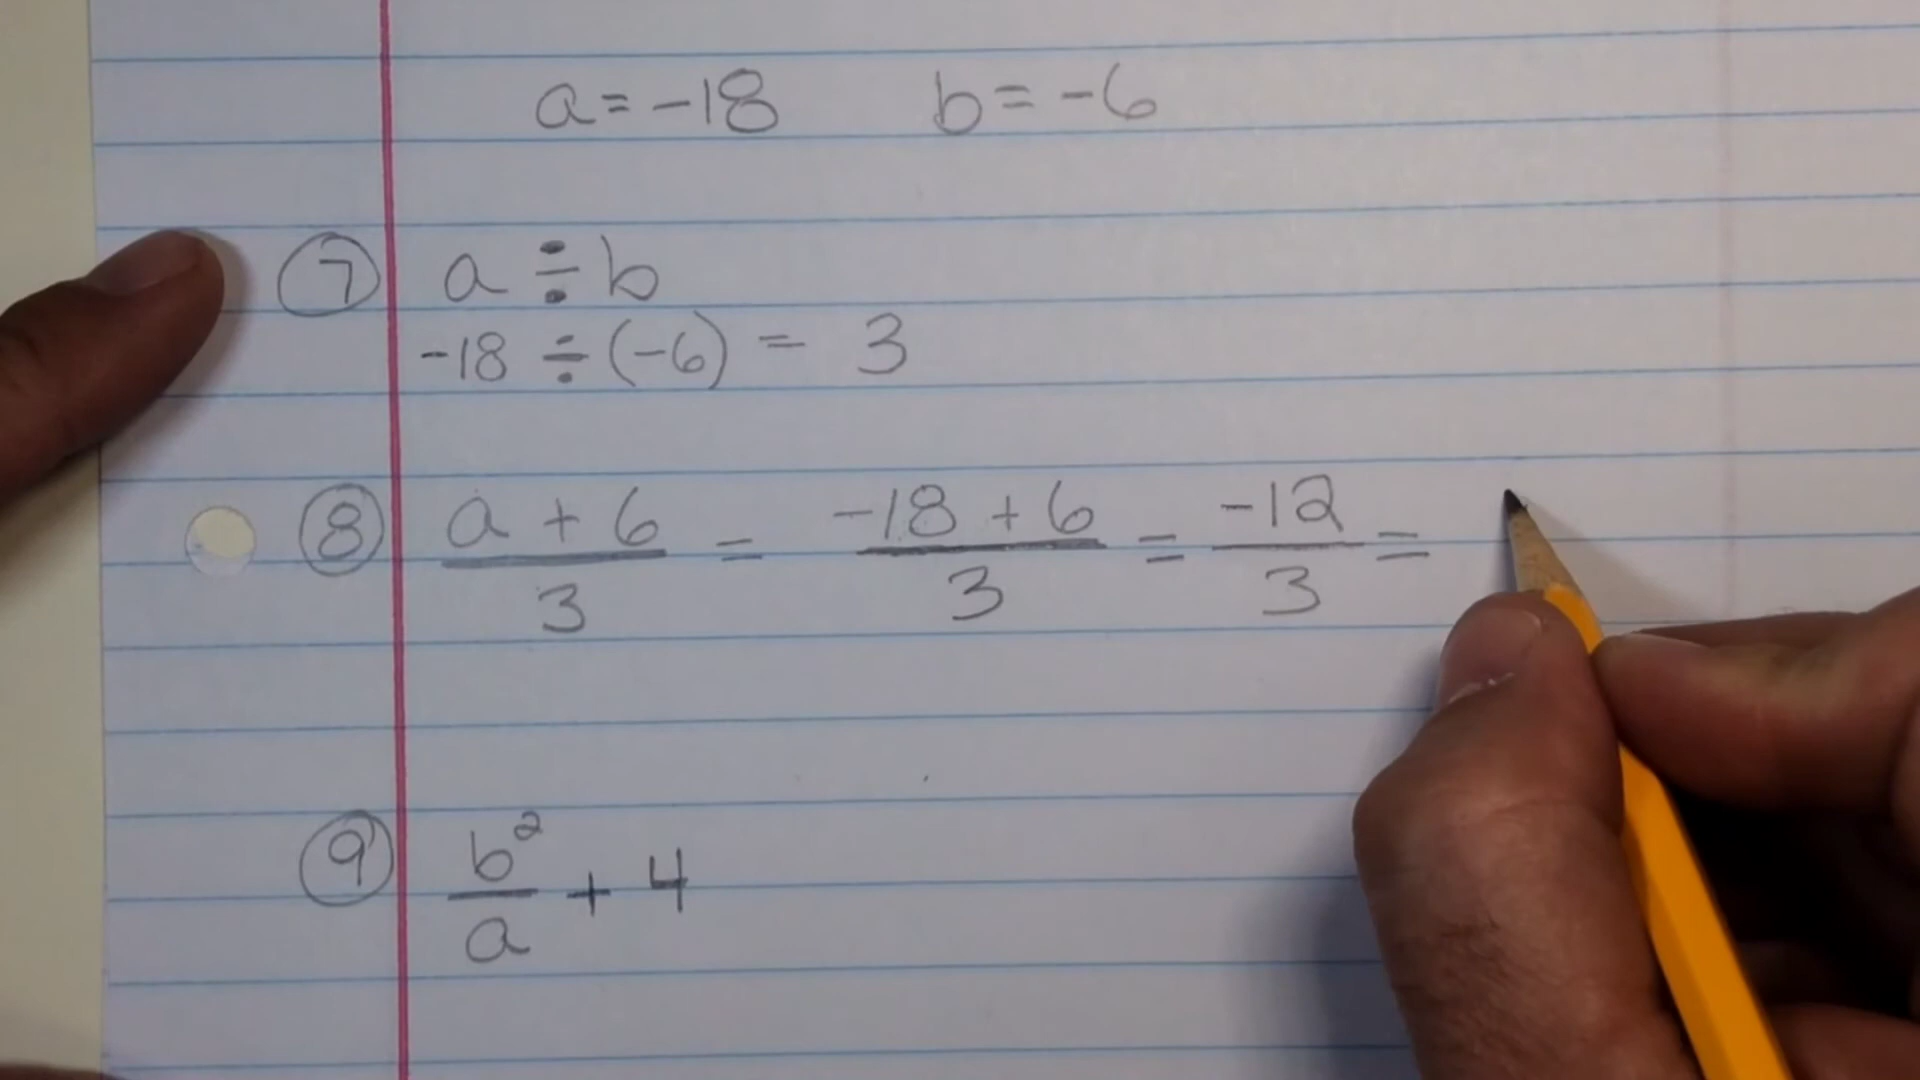 a = -18 b = -6
⑦ a ÷ b
-18 ÷ (-6) = 3
⑧ a + 6 / 3 = -18 + 6 / 3 = -12 / 3 =
⑨ b² / a + 4